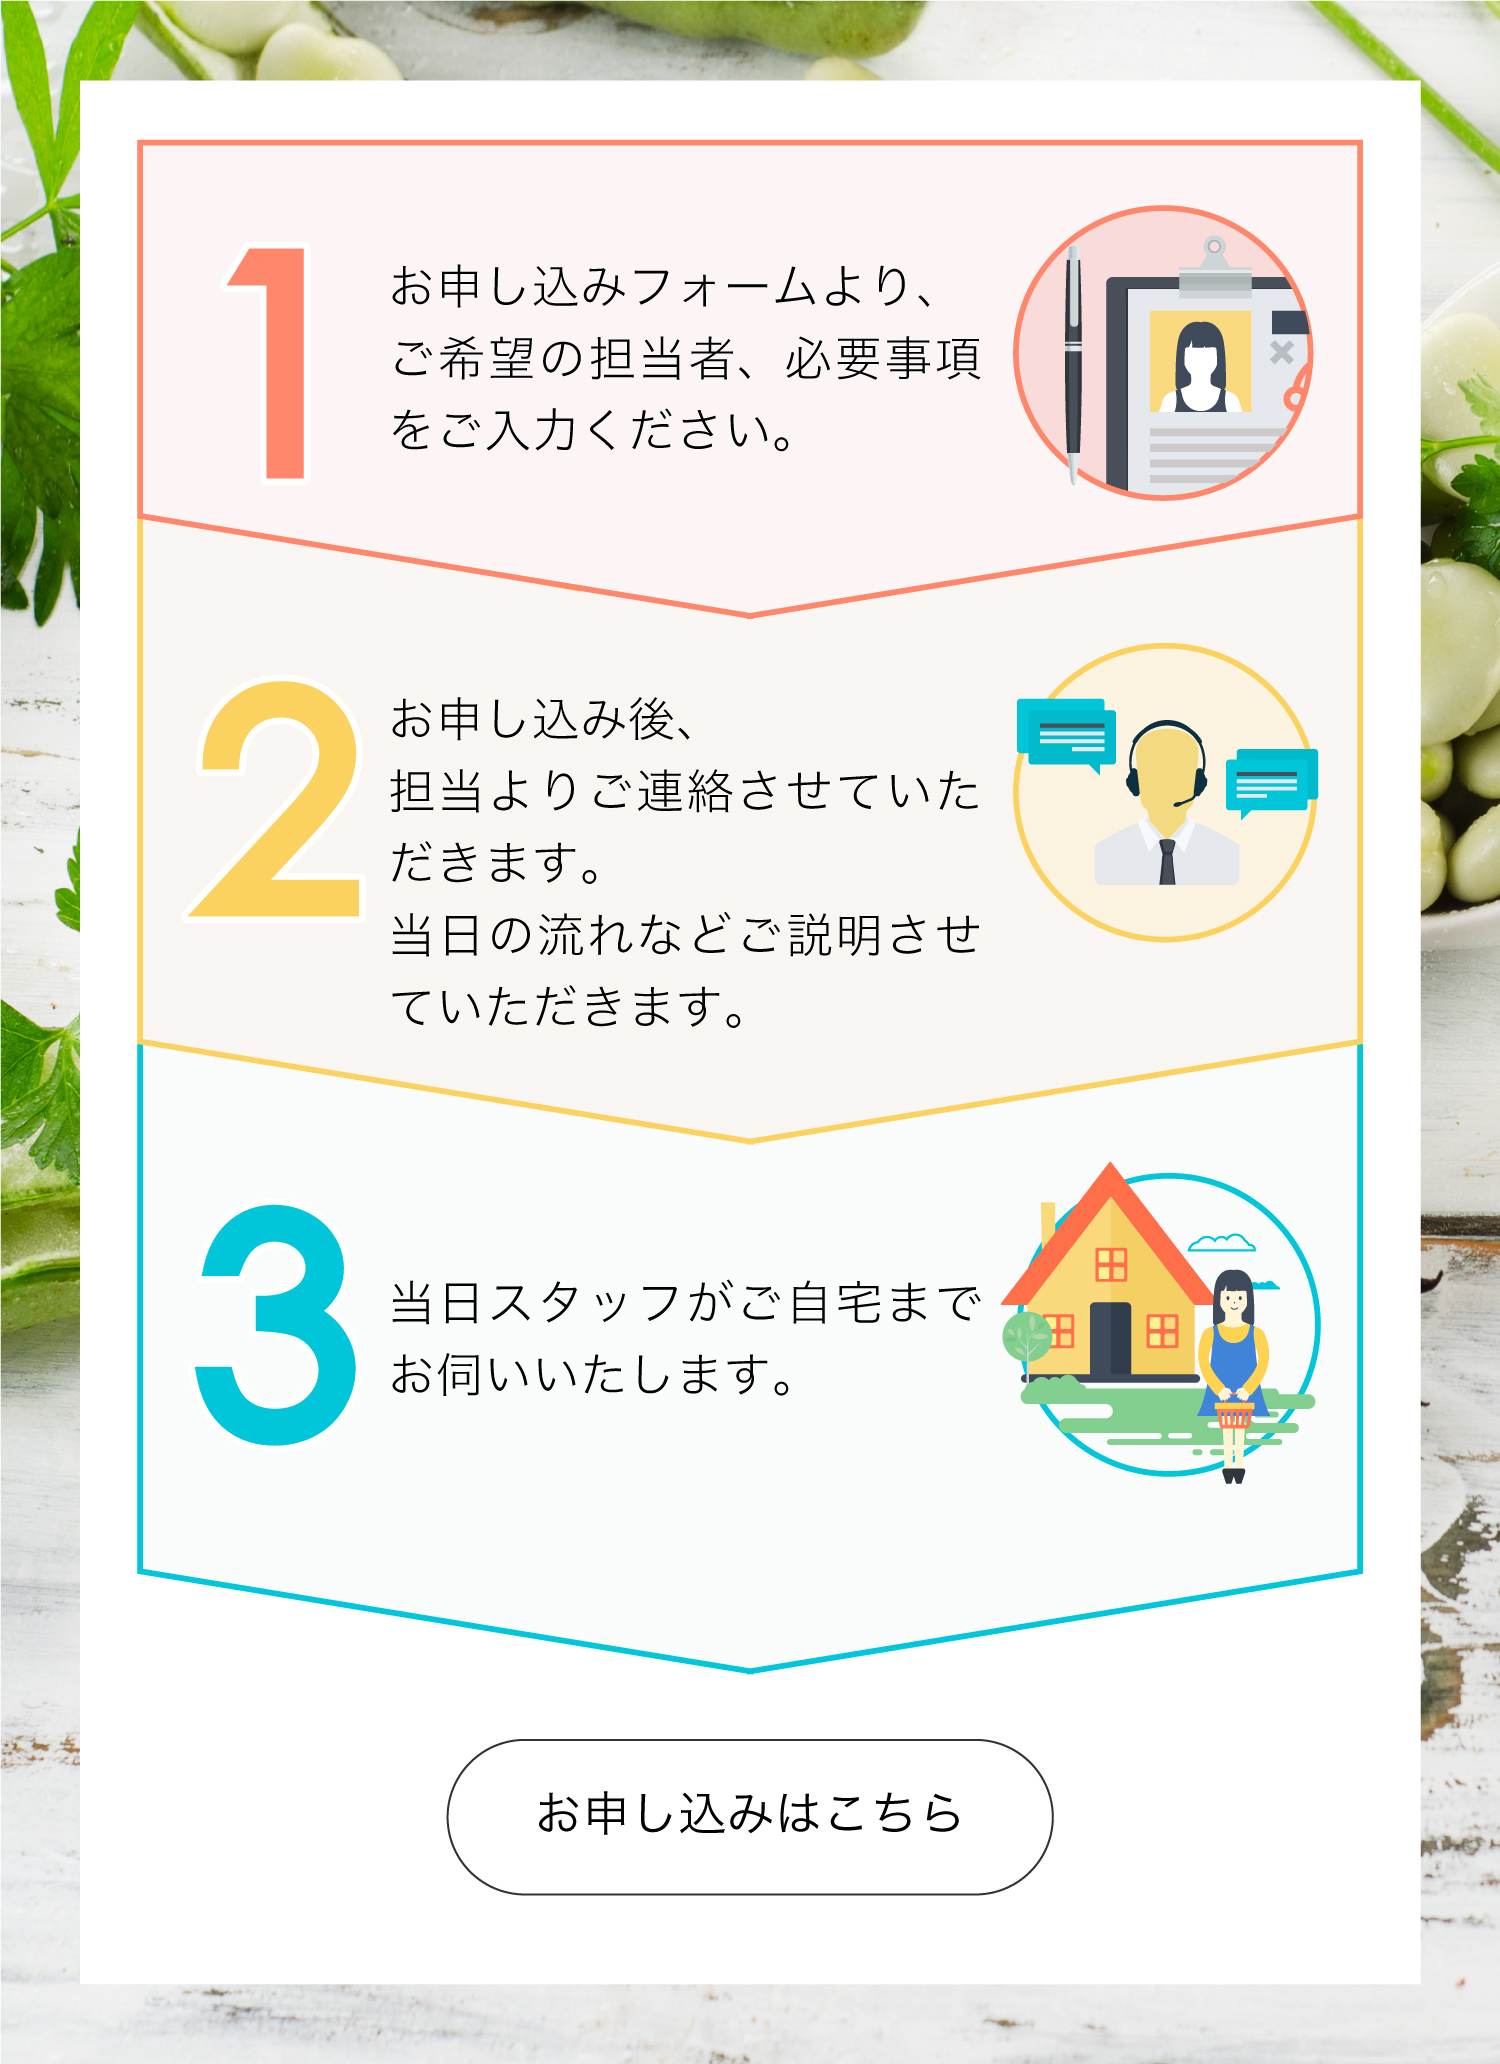 1
お申し込みフォームより、
ご希望の担当者、必要事項
をご入力ください。
2
お申し込み後、
担当よりご連絡させていた
だきます。
当日の流れなどご説明させ
ていただきます。
3
当日スタッフがご自宅まで
お伺いいたします。
お申し込みはこちら